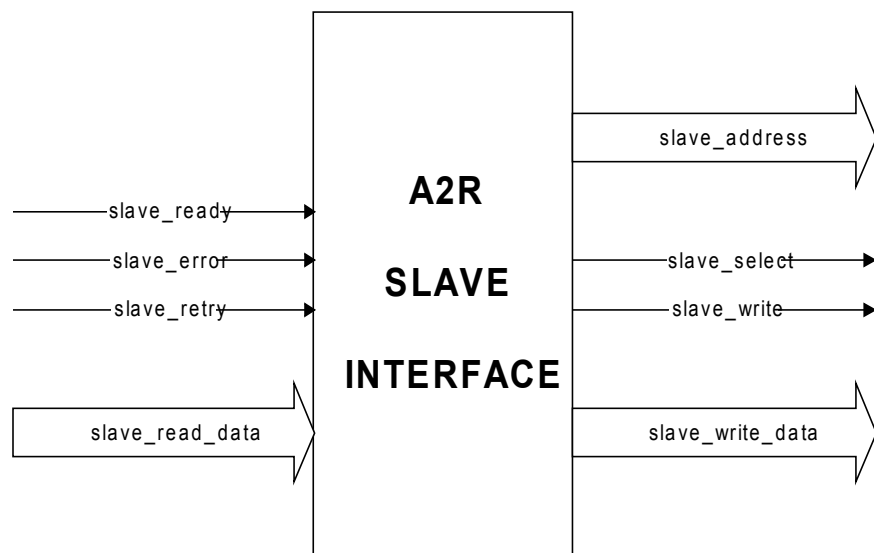 slave_address
A2R
slave_ready
slave_error
SLAVE
slave_select
slave_retry
slave_write
INTERFACE
slave_read_data
slave_write_data